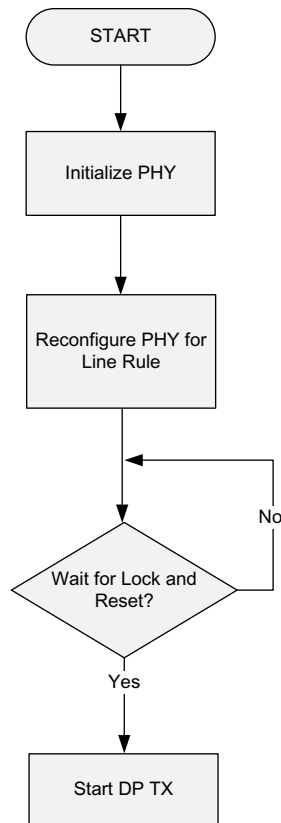 START
Initialize PHY
Reconfigure PHY for
Line Rule
No
Wait for Lock and
Reset?
Yes
Start DP TX